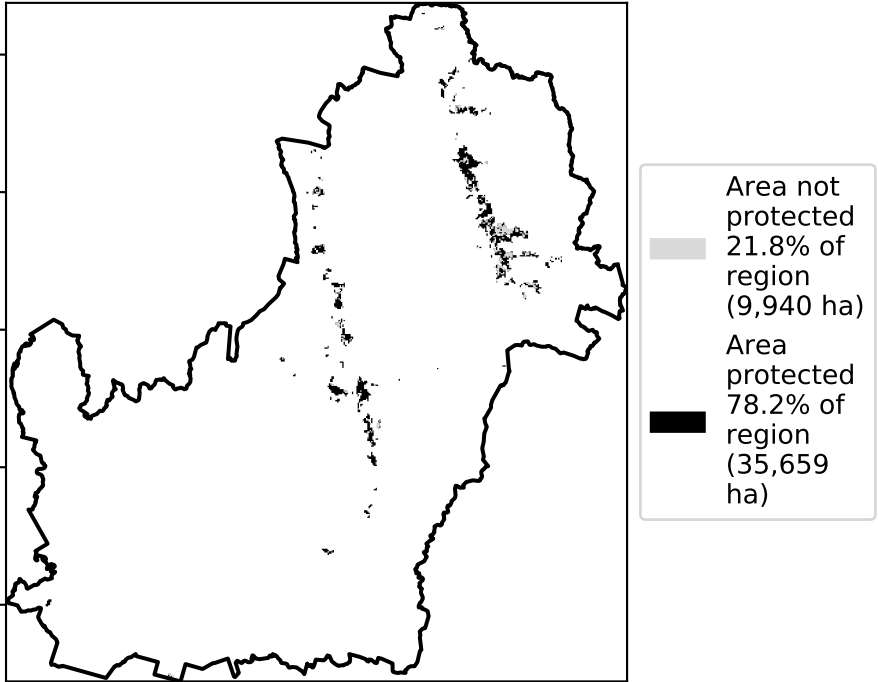 Area not
protected
21.8% of
region
(9,940 ha)
Area
protected
78.2% of
region
(35,659
ha)